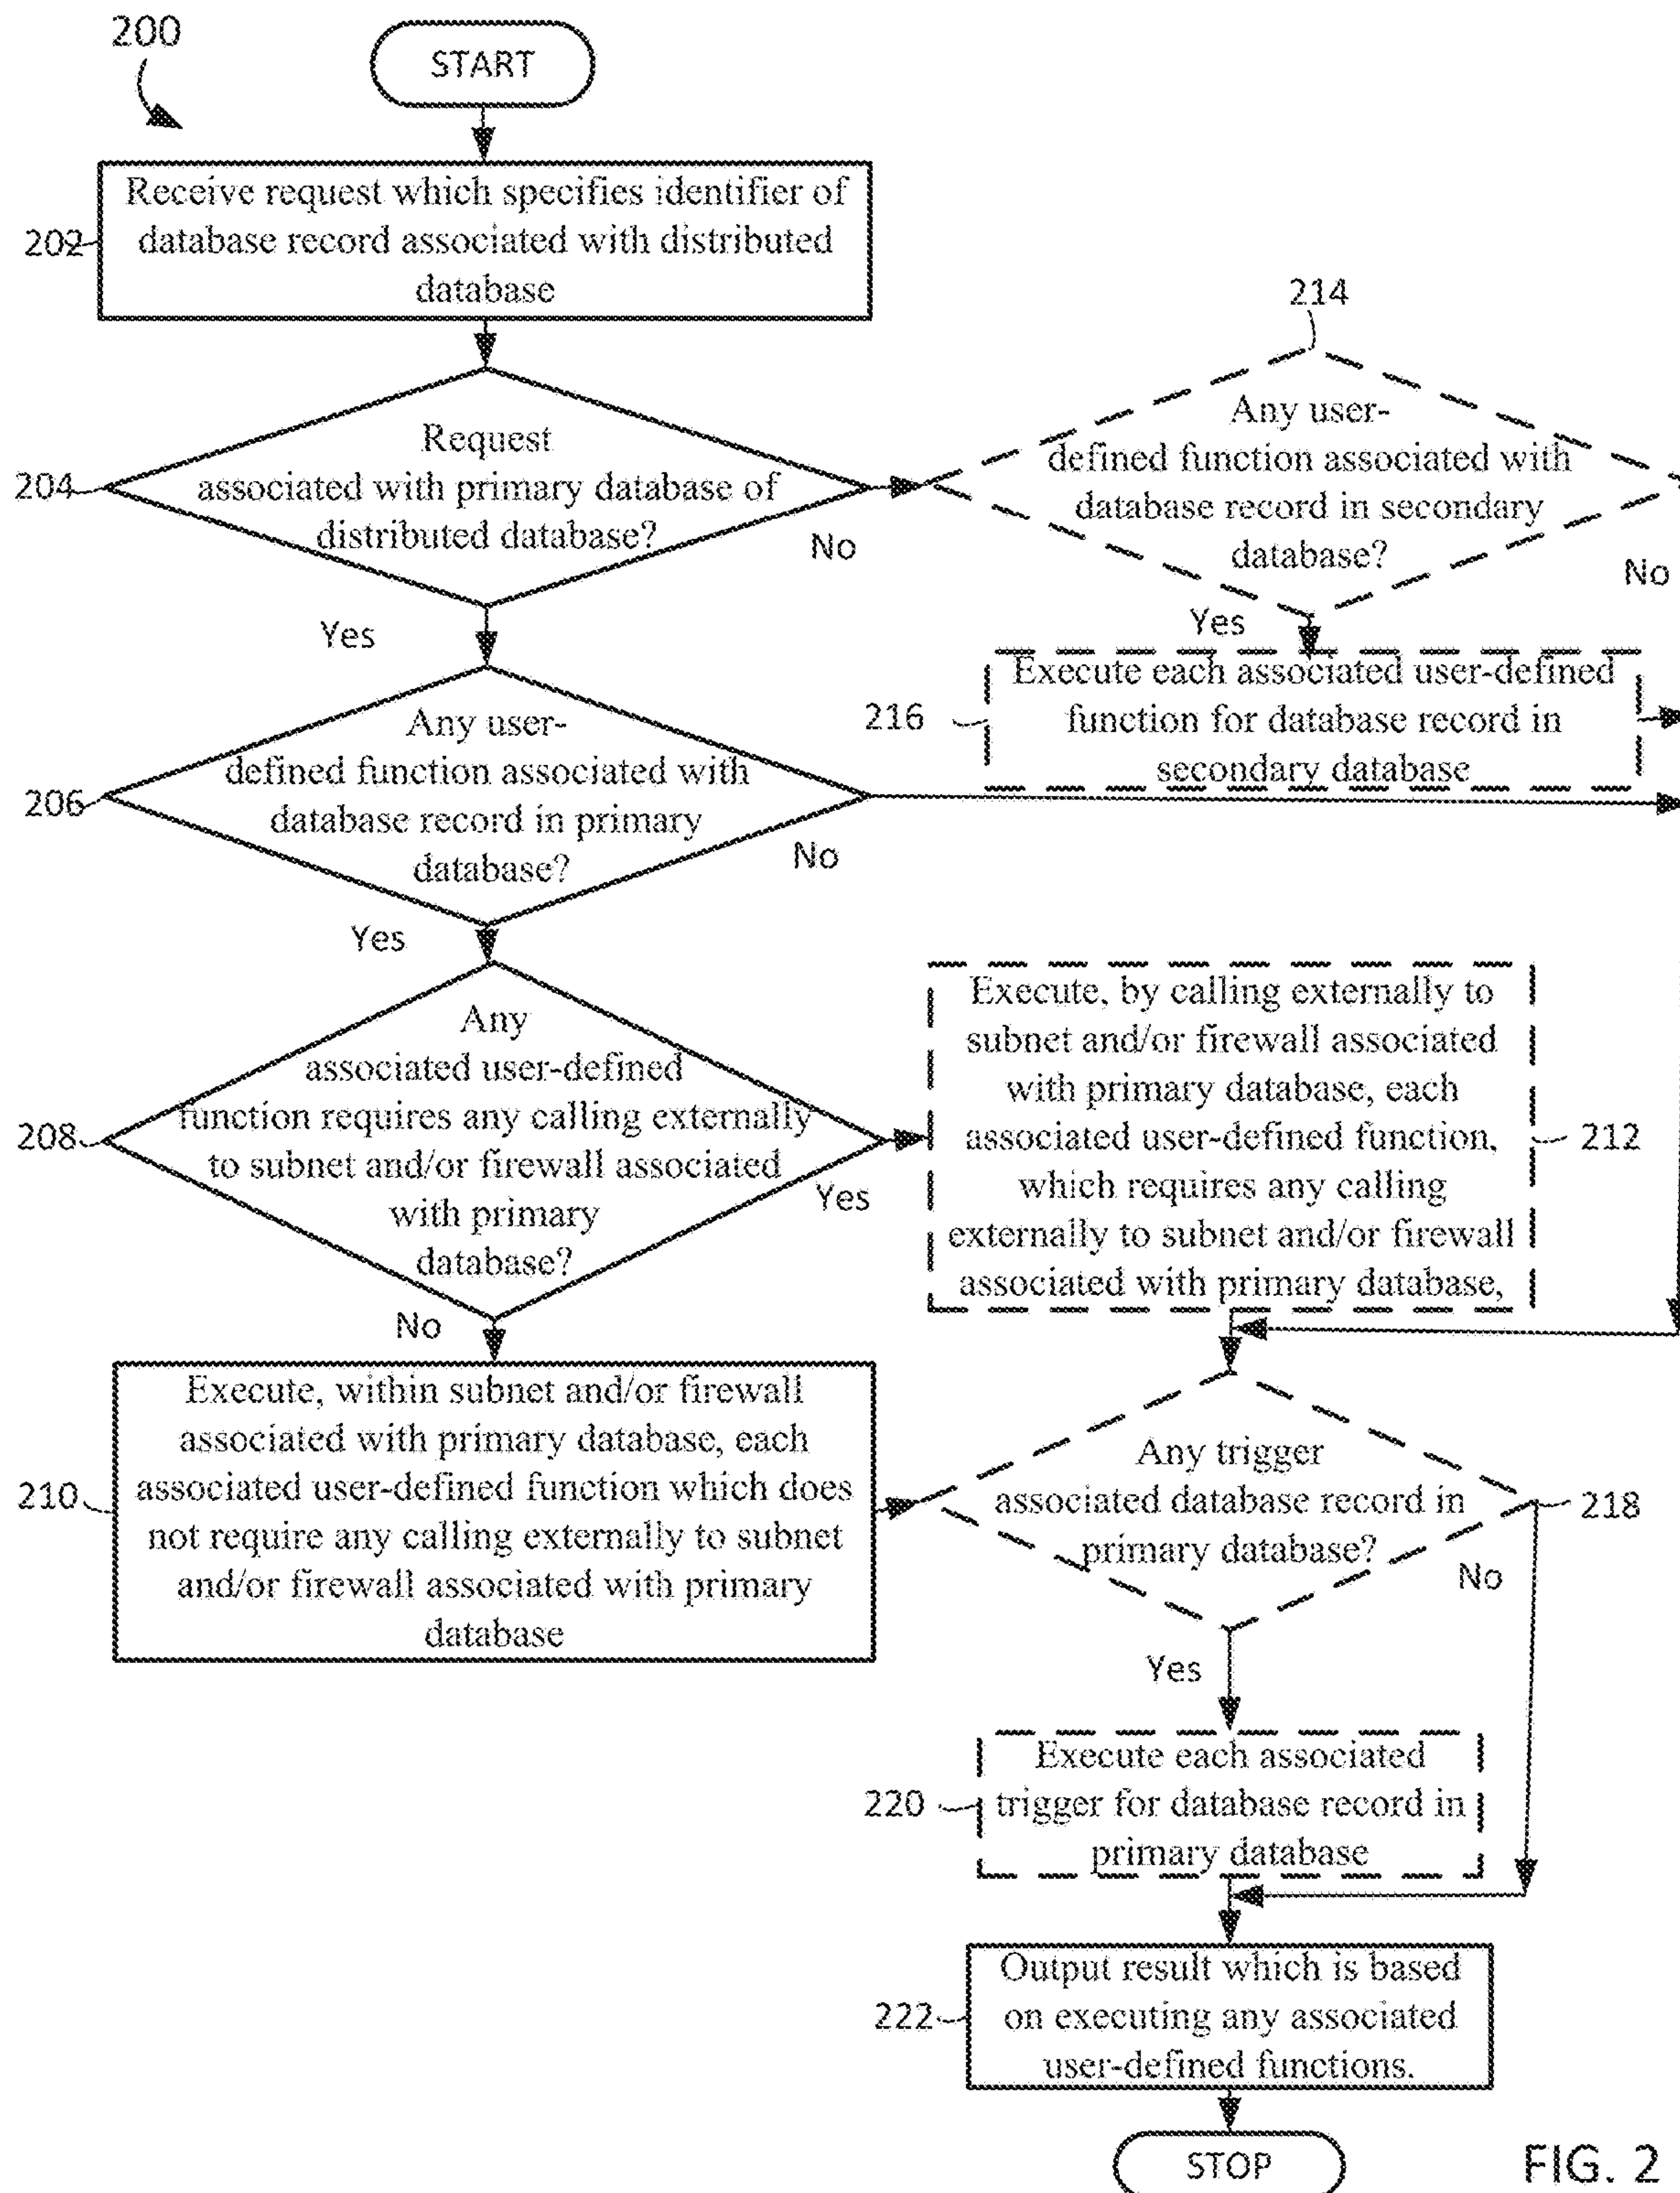 200
START
Receive request which specifies identifier of
database record associated with distributed
database
202
214
Request
associated with primary database of
distributed database?
204
No
Any user-
defined function associated with
database record in secondary
database?
No
Yes
Yes
Execute each associated user-defined
function for database record in
secondary database
216
Any user-
defined function associated with
database record in primary
database?
206
No
Yes
Any
associated user-defined
function requires any calling externally
to subnet and/or firewall associated
with primary
database?
208
Yes
No
Execute, by calling externally to
subnet and/or firewall associated
with primary database, each
associated user-defined function,
which requires any calling
externally to subnet and/or firewall
associated with primary database,
212
Execute, within subnet and/or firewall
associated with primary database, each
associated user-defined function which does
not require any calling externally to subnet
and/or firewall associated with primary
database
210
Any trigger
associated database record in
primary database?
218
No
Yes
Execute each associated
trigger for database record in
primary database
220
Output result which is based
on executing any associated
user-defined functions.
222
STOP
FIG. 2